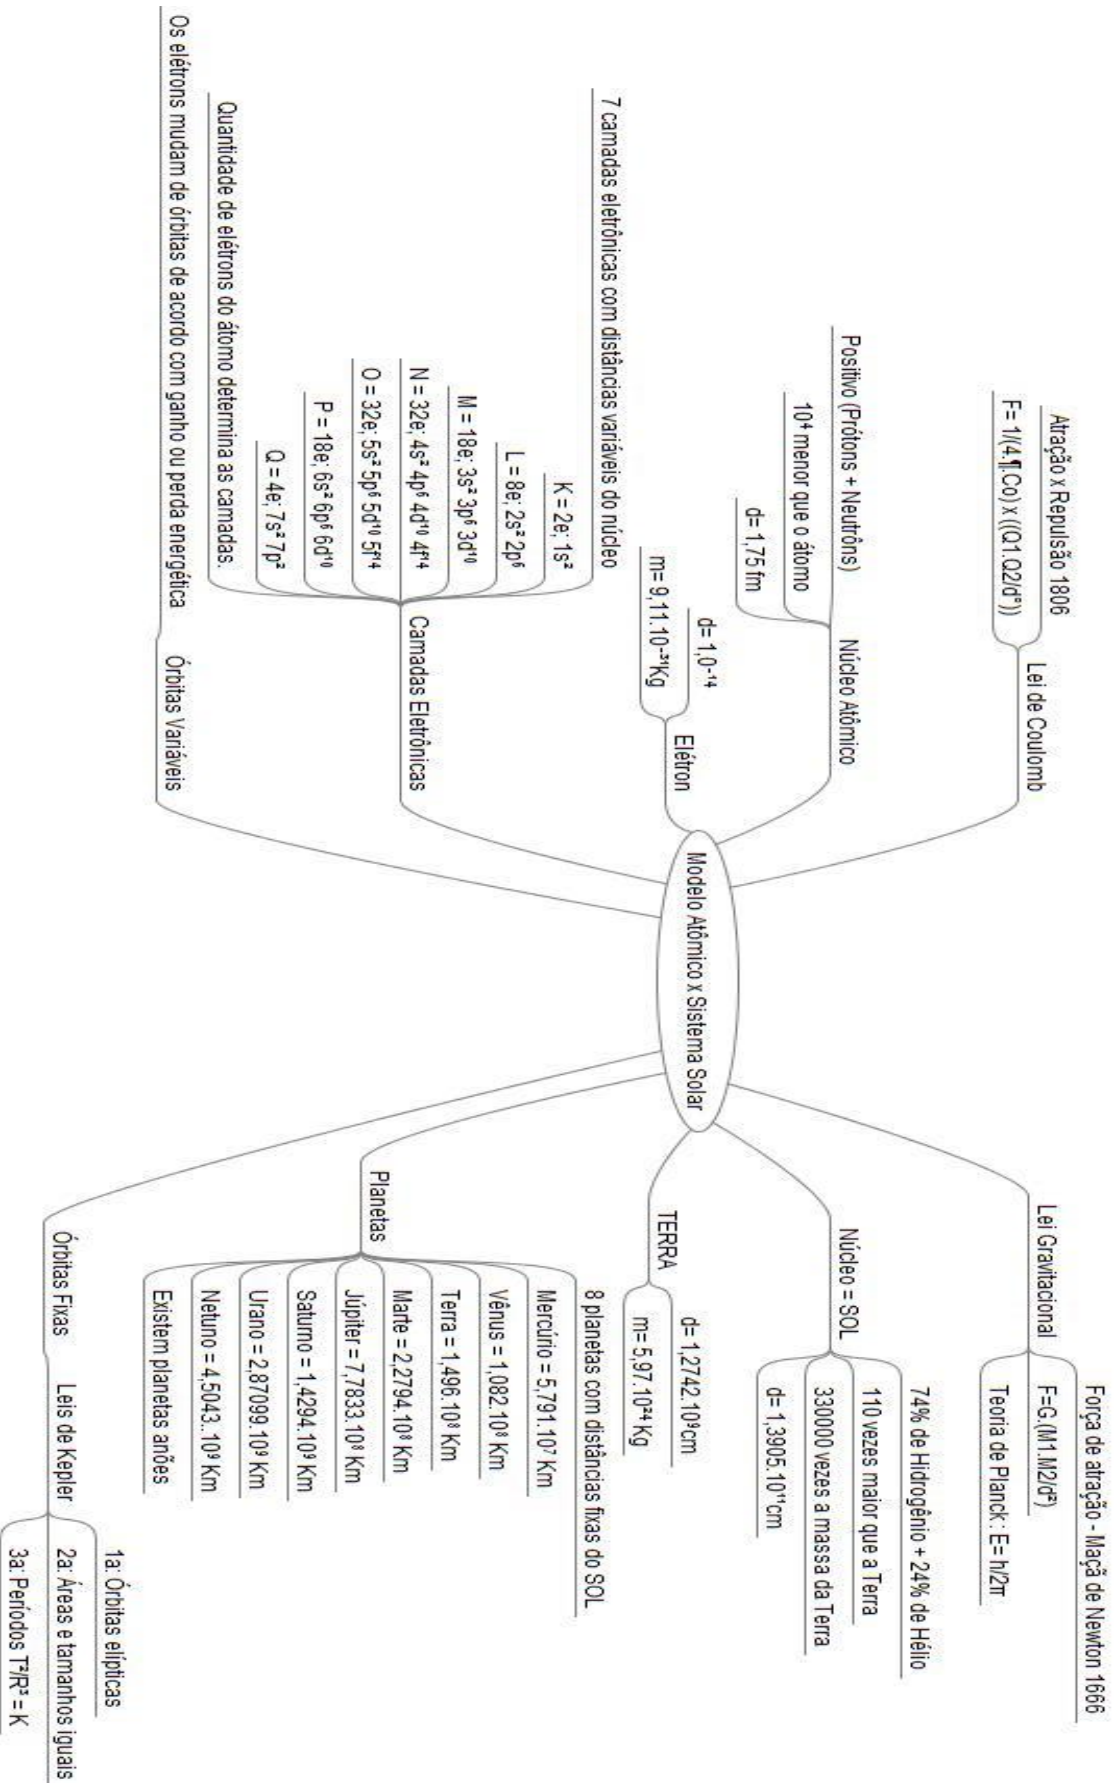 Modelo Atômico x Sistema Solar
Lei de Coulomb
Atração x Repulsão 1806
F= 1/(4.¶.Co) x ((Q1.Q2/d²))
Núcleo Atômico
Positivo (Prótons + Neutrôns)
10⁴ menor que o átomo
d= 1,75 fm
Elétron
d= 1,0⁻¹⁴
m= 9,11.10⁻³¹Kg
Camadas Eletrônicas
7 camadas eletrônicas com distâncias variáveis do núcleo
K = 2e; 1s²
L = 8e; 2s² 2p⁶
M = 18e; 3s² 3p⁶ 3d¹⁰
N = 32e; 4s² 4p⁶ 4d¹⁰ 4f¹⁴
O = 32e; 5s² 5p⁶ 5d¹⁰ 5f¹⁴
P = 18e; 6s² 6p⁶ 6d¹⁰
Q = 4e; 7s² 7p²
Quantidade de elétrons do átomo determina as camadas.
Órbitas Variáveis
Os elétrons mudam de órbitas de acordo com ganho ou perda energética
Lei Gravitacional
Força de atração - Maçã de Newton 1666
F=G.(M1.M2/d²)
Teoria de Planck: E= h/2π
Núcleo = SOL
74% de Hidrogênio + 24% de Hélio
110 vezes maior que a Terra
330000 vezes a massa da Terra
d= 1,3905.10¹¹cm
TERRA
d= 1,2742.10⁹cm
m= 5,97.10²⁴ Kg
Planetas
8 planetas com distâncias fixas do SOL
Mercúrio = 5,791.10⁷ Km
Vênus = 1,082.10⁸ Km
Terra = 1,496.10⁸ Km
Marte = 2,2794.10⁸ Km
Júpiter = 7,7833.10⁸ Km
Saturno = 1,4294.10⁹ Km
Urano = 2,87099.10⁹ Km
Netuno = 4,5043..10⁹ Km
Existem planetas anões
Órbitas Fixas
Leis de Kepler
1a: Órbitas elípticas
2a: Áreas e tamanhos iguais
3a: Períodos T²/R³ = K